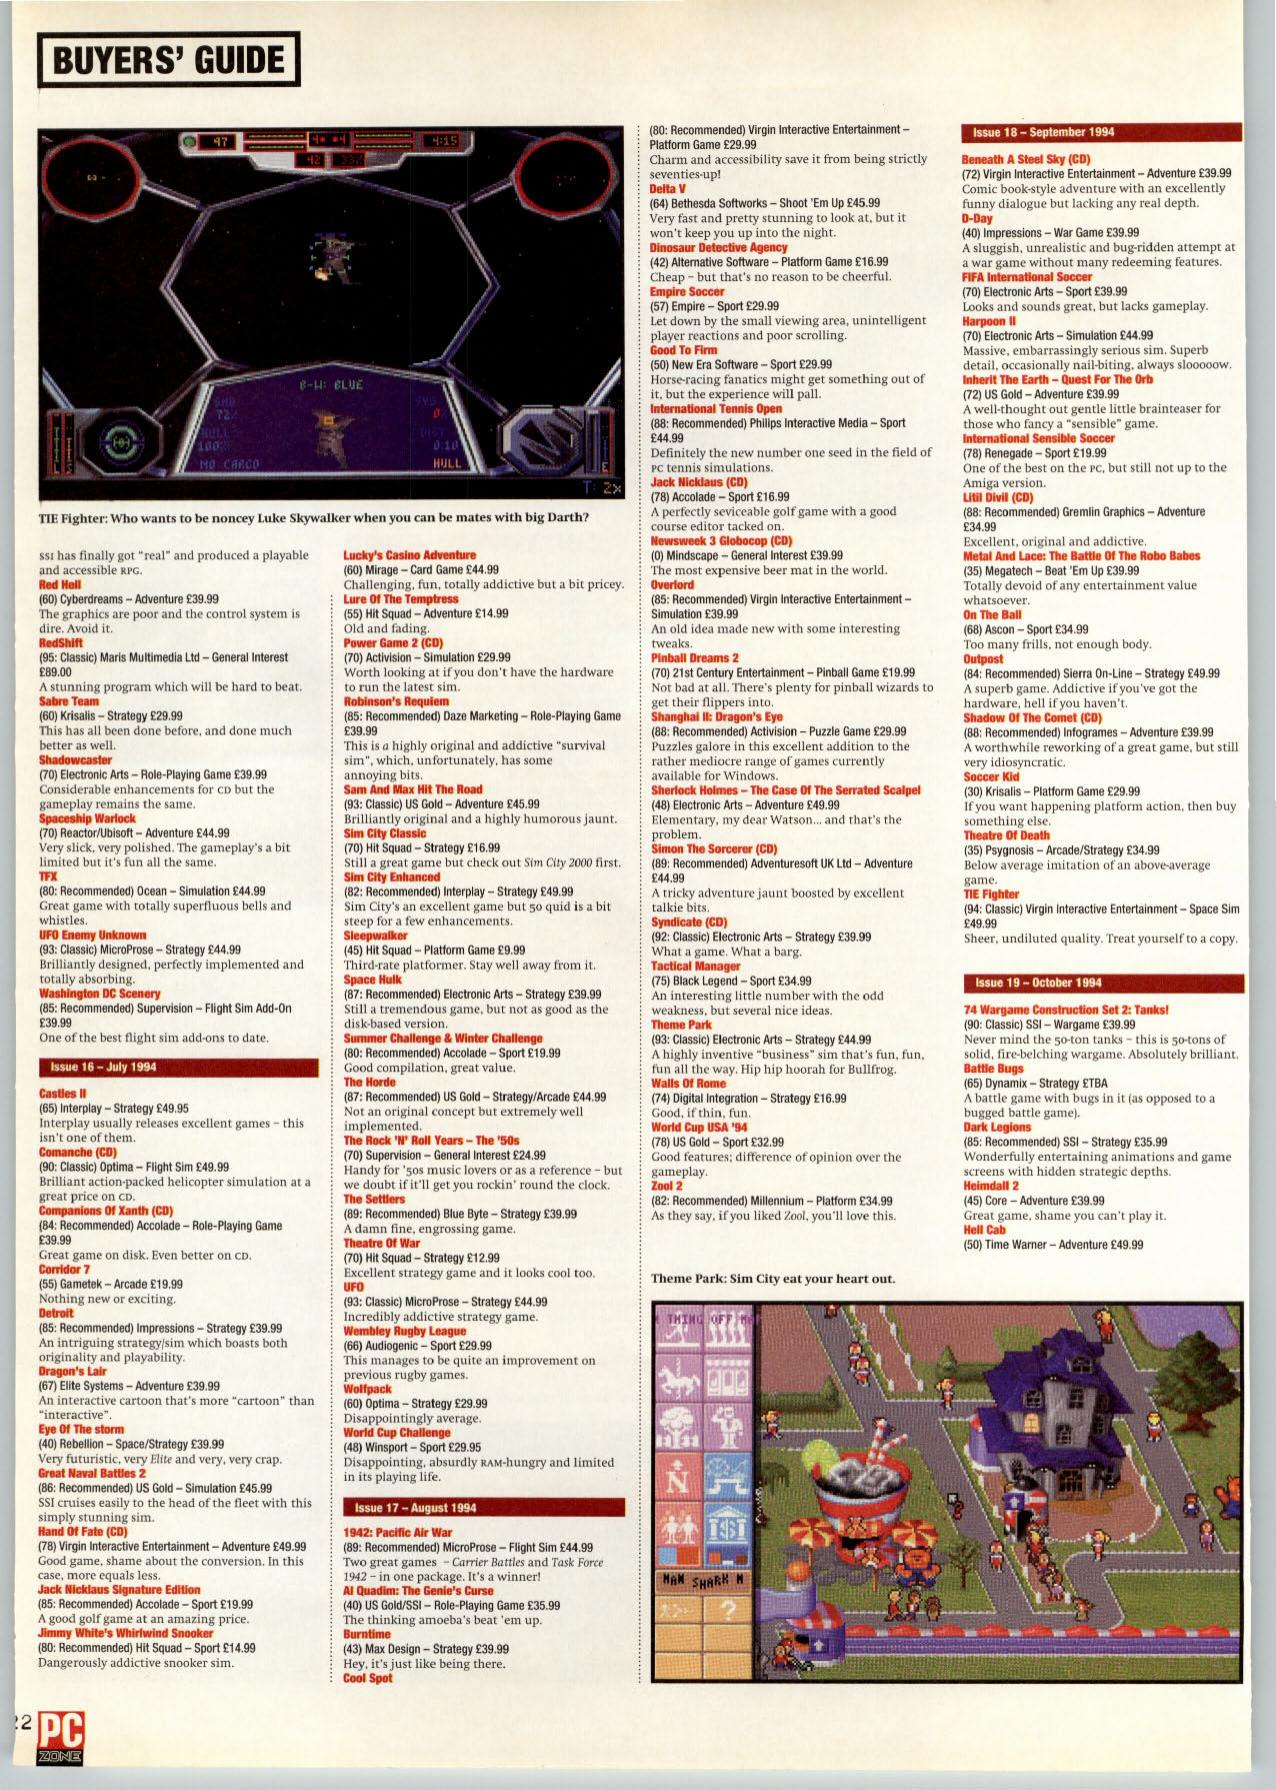 BUYERS' GUIDE
47
4:15
42
B-W: BLUE
SHD
72%
SYS
0
HULL
100%
DIST
0.10
NO CARGO
HULL
T: 2x
TIE Fighter: Who wants to be noncey Luke Skywalker when you can be mates with big Darth?
SSI has finally got "real" and produced a playable
and accessible RPG.
Red Hell
(60) Cyberdreams – Adventure £39.99
The graphics are poor and the control system is
dire. Avoid it.
RedShift
(95: Classic) Maris Multimedia Ltd – General Interest
£89.00
A stunning program which will be hard to beat.
Sabre Team
(60) Krisalis – Strategy £29.99
This has all been done before, and done much
better as well.
Shadowcaster
(70) Electronic Arts – Role-Playing Game £39.99
Considerable enhancements for CD but the
gameplay remains the same.
Spaceship Warlock
(70) Reactor/Ubisoft – Adventure £44.99
Very slick, very polished. The gameplay's a bit
limited but it's fun all the same.
TFX
(80: Recommended) Ocean – Simulation £44.99
Great game with totally superfluous bells and
whistles.
UFO Enemy Unknown
(93: Classic) MicroProse – Strategy £44.99
Brilliantly designed, perfectly implemented and
totally absorbing.
Washington DC Scenery
(85: Recommended) Supervision – Flight Sim Add-On
£39.99
One of the best flight sim add-ons to date.
Issue 16 – July 1994
Castles II
(65) Interplay – Strategy £49.95
Interplay usually releases excellent games – this
isn't one of them.
Comanche (CD)
(90: Classic) Optima – Flight Sim £49.99
Brilliant action-packed helicopter simulation at a
great price on CD.
Companions Of Xanth (CD)
(84: Recommended) Accolade – Role-Playing Game
£39.99
Great game on disk. Even better on CD.
Corridor 7
(55) Gametek – Arcade £19.99
Nothing new or exciting.
Detroit
(85: Recommended) Impressions – Strategy £39.99
An intriguing strategy/sim which boasts both
originality and playability.
Dragon's Lair
(67) Elite Systems – Adventure £39.99
An interactive cartoon that's more "cartoon" than
"interactive".
Eye Of The storm
(40) Rebellion – Space/Strategy £39.99
Very futuristic, very Elite and very, very crap.
Great Naval Battles 2
(86: Recommended) US Gold – Simulation £45.99
SSI cruises easily to the head of the fleet with this
simply stunning sim.
Hand Of Fate (CD)
(78) Virgin Interactive Entertainment – Adventure £49.99
Good game, shame about the conversion. In this
case, more equals less.
Jack Nicklaus Signature Edition
(85: Recommended) Accolade – Sport £19.99
A good golf game at an amazing price.
Jimmy White's Whirlwind Snooker
(80: Recommended) Hit Squad – Sport £14.99
Dangerously addictive snooker sim.
Lucky's Casino Adventure
(60) Mirage – Card Game £44.99
Challenging, fun, totally addictive but a bit pricey.
Lure Of The Temptress
(55) Hit Squad – Adventure £14.99
Old and fading.
Power Game 2 (CD)
(70) Activision – Simulation £29.99
Worth looking at if you don't have the hardware
to run the latest sim.
Robinson's Requiem
(85: Recommended) Daze Marketing – Role-Playing Game
£39.99
This is a highly original and addictive "survival
sim", which, unfortunately, has some
annoying bits.
Sam And Max Hit The Road
(93: Classic) US Gold – Adventure £45.99
Brilliantly original and a highly humorous jaunt.
Sim City Classic
(70) Hit Squad – Strategy £16.99
Still a great game but check out Sim City 2000 first.
Sim City Enhanced
(82: Recommended) Interplay – Strategy £49.99
Sim City's an excellent game but 50 quid is a bit
steep for a few enhancements.
Sleepwalker
(45) Hit Squad – Platform Game £9.99
Third-rate platformer. Stay well away from it.
Space Hulk
(87: Recommended) Electronic Arts – Strategy £39.99
Still a tremendous game, but not as good as the
disk-based version.
Summer Challenge & Winter Challenge
(80: Recommended) Accolade – Sport £19.99
Good compilation, great value.
The Horde
(87: Recommended) US Gold – Strategy/Arcade £44.99
Not an original concept but extremely well
implemented.
The Rock 'N' Roll Years – The '50s
(70) Supervision – General Interest £24.99
Handy for '50s music lovers or as a reference – but
we doubt if it'll get you rockin' round the clock.
The Settlers
(89: Recommended) Blue Byte – Strategy £39.99
A damn fine, engrossing game.
Theatre Of War
(70) Hit Squad – Strategy £12.99
Excellent strategy game and it looks cool too.
UFO
(93: Classic) MicroProse – Strategy £44.99
Incredibly addictive strategy game.
Wembley Rugby League
(66) Audiogenic – Sport £29.99
This manages to be quite an improvement on
previous rugby games.
Wolfpack
(60) Optima – Strategy £29.99
Disappointingly average.
World Cup Challenge
(48) Winsport – Sport £29.95
Disappointing, absurdly RAM-hungry and limited
in its playing life.
Issue 17 – August 1994
1942: Pacific Air War
(89: Recommended) MicroProse – Flight Sim £44.99
Two great games – Carrier Battles and Task Force
1942 – in one package. It's a winner!
Al Quadim: The Genie's Curse
(40) US Gold/SSI – Role-Playing Game £35.99
The thinking amoeba's beat 'em up.
Burntime
(43) Max Design – Strategy £39.99
Hey, it's just like being there.
Cool Spot
(80: Recommended) Virgin Interactive Entertainment –
Platform Game £29.99
Charm and accessibility save it from being strictly
seventies-up!
Delta V
(64) Bethesda Softworks – Shoot 'Em Up £45.99
Very fast and pretty stunning to look at, but it
won't keep you up into the night.
Dinosaur Detective Agency
(42) Alternative Software – Platform Game £16.99
Cheap – but that's no reason to be cheerful.
Empire Soccer
(57) Empire – Sport £29.99
Let down by the small viewing area, unintelligent
player reactions and poor scrolling.
Good To Firm
(50) New Era Software – Sport £29.99
Horse-racing fanatics might get something out of
it, but the experience will pall.
International Tennis Open
(88: Recommended) Philips Interactive Media – Sport
£44.99
Definitely the new number one seed in the field of
PC tennis simulations.
Jack Nicklaus (CD)
(78) Accolade – Sport £16.99
A perfectly seviceable golf game with a good
course editor tacked on.
Newsweek 3 Globocop (CD)
(0) Mindscape – General Interest £39.99
The most expensive beer mat in the world.
Overlord
(85: Recommended) Virgin Interactive Entertainment –
Simulation £39.99
An old idea made new with some interesting
tweaks.
Pinball Dreams 2
(70) 21st Century Entertainment – Pinball Game £19.99
Not bad at all. There's plenty for pinball wizards to
get their flippers into.
Shanghai II: Dragon's Eye
(88: Recommended) Activision – Puzzle Game £29.99
Puzzles galore in this excellent addition to the
rather mediocre range of games currently
available for Windows.
Sherlock Holmes – The Case Of The Serrated Scalpel
(48) Electronic Arts – Adventure £49.99
Elementary, my dear Watson... and that's the
problem.
Simon The Sorcerer (CD)
(89: Recommended) Adventuresoft UK Ltd – Adventure
£44.99
A tricky adventure jaunt boosted by excellent
talkie bits.
Syndicate (CD)
(92: Classic) Electronic Arts – Strategy £39.99
What a game. What a barg.
Tactical Manager
(75) Black Legend – Sport £34.99
An interesting little number with the odd
weakness, but several nice ideas.
Theme Park
(93: Classic) Electronic Arts – Strategy £44.99
A highly inventive "business" sim that's fun, fun,
fun all the way. Hip hip hoorah for Bullfrog.
Walls Of Rome
(74) Digital Integration – Strategy £16.99
Good, if thin, fun.
World Cup USA '94
(78) US Gold – Sport £32.99
Good features; difference of opinion over the
gameplay.
Zool 2
(82: Recommended) Millennium – Platform £34.99
As they say, if you liked Zool, you'll love this.
Issue 18 – September 1994
Beneath A Steel Sky (CD)
(72) Virgin Interactive Entertainment – Adventure £39.99
Comic book-style adventure with an excellently
funny dialogue but lacking any real depth.
D-Day
(40) Impressions – War Game £39.99
A sluggish, unrealistic and bug-ridden attempt at
a war game without many redeeming features.
FIFA International Soccer
(70) Electronic Arts – Sport £39.99
Looks and sounds great, but lacks gameplay.
Harpoon II
(70) Electronic Arts – Simulation £44.99
Massive, embarrassingly serious sim. Superb
detail, occasionally nail-biting, always slooooow.
Inherit The Earth – Quest For The Orb
(72) US Gold – Adventure £39.99
A well-thought out gentle little brainteaser for
those who fancy a "sensible" game.
International Sensible Soccer
(78) Renegade – Sport £19.99
One of the best on the PC, but still not up to the
Amiga version.
Litil Divil (CD)
(88: Recommended) Gremlin Graphics – Adventure
£34.99
Excellent, original and addictive.
Metal And Lace: The Battle Of The Robo Babes
(35) Megatech – Beat 'Em Up £39.99
Totally devoid of any entertainment value
whatsoever.
On The Ball
(68) Ascon – Sport £34.99
Too many frills, not enough body.
Outpost
(84: Recommended) Sierra On-Line – Strategy £49.99
A superb game. Addictive if you've got the
hardware, hell if you haven't.
Shadow Of The Comet (CD)
(88: Recommended) Infogrames – Adventure £39.99
A worthwhile reworking of a great game, but still
very idiosyncratic.
Soccer Kid
(30) Krisalis – Platform Game £29.99
If you want happening platform action, then buy
something else.
Theatre Of Death
(35) Psygnosis – Arcade/Strategy £34.99
Below average imitation of an above-average
game.
TIE Fighter
(94: Classic) Virgin Interactive Entertainment – Space Sim
£49.99
Sheer, undiluted quality. Treat yourself to a copy.
Issue 19 – October 1994
74 Wargame Construction Set 2: Tanks!
(90: Classic) SSI – Wargame £39.99
Never mind the 50-ton tanks – this is 50-tons of
solid, fire-belching wargame. Absolutely brilliant.
Battle Bugs
(65) Dynamix – Strategy £TBA
A battle game with bugs in it (as opposed to a
bugged battle game).
Dark Legions
(85: Recommended) SSI – Strategy £35.99
Wonderfully entertaining animations and game
screens with hidden strategic depths.
Heimdall 2
(45) Core – Adventure £39.99
Great game, shame you can't play it.
Hell Cab
(50) Time Warner – Adventure £49.99
Theme Park: Sim City eat your heart out.
THING OFF
N
?
22
PC
ZONE